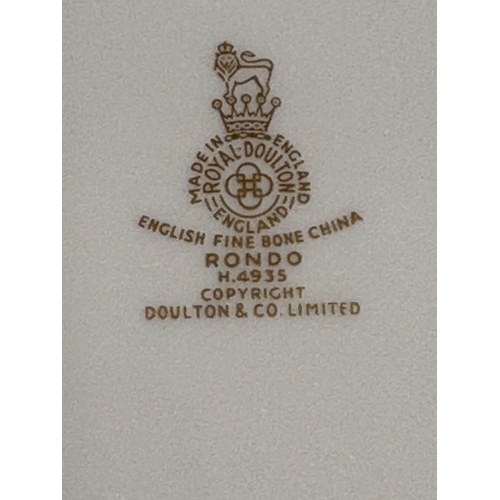 MADE IN ENGLAND
ROYAL·DOULTON
ENGLAND
ENGLISH FINE BONE CHINA
RONDO
H.4935
COPYRIGHT
DOULTON & CO. LIMITED